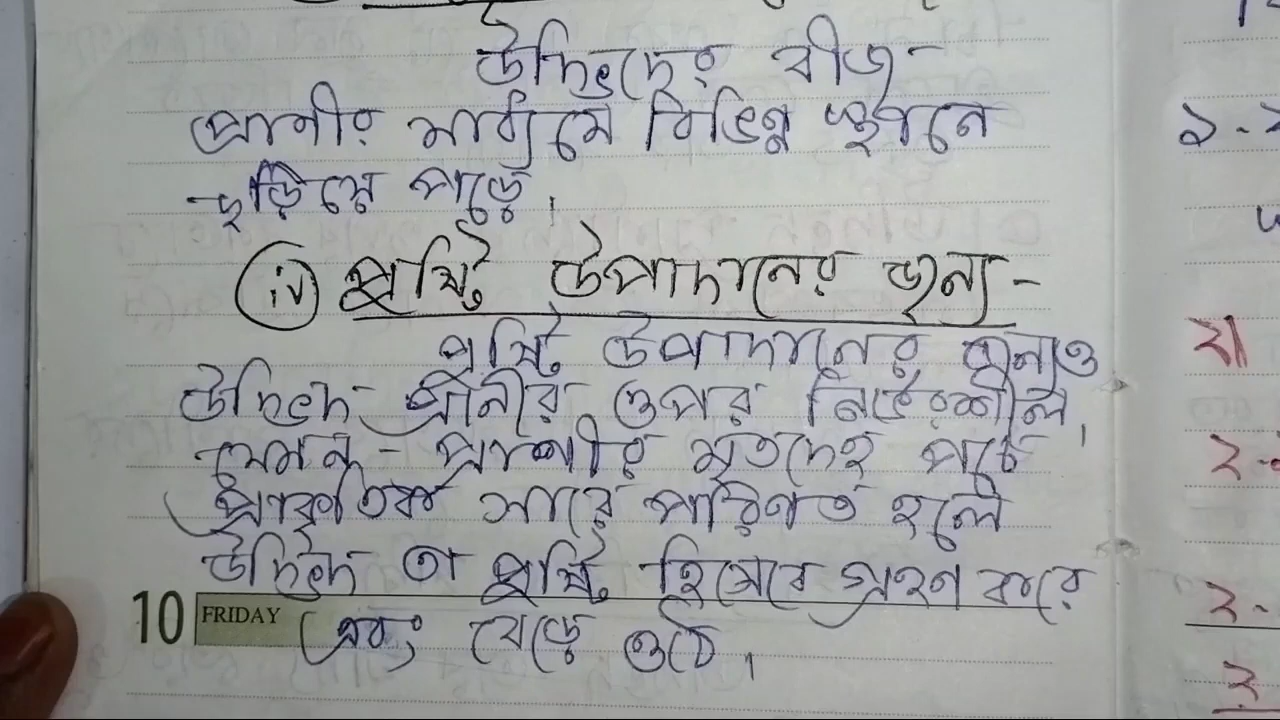 উদ্ভিদের বীজ
প্রাণীর মাধ্যমে বিভিন্ন স্থানে
ছড়িয়ে পড়ে।
(iv) পুষ্টি উপাদানের জন্য -
পুষ্টি উপাদানের জন্যও
উদ্ভিদ প্রানীর ওপর নির্ভরশীল,
যেমন - প্রাণীর মৃতদেহ পচে
প্রাকৃতিক সারে পরিণত হলে
উদ্ভিদ তা পুষ্টি হিসেবে গ্রহণ করে
10 FRIDAY এবং বেড়ে ওঠে।